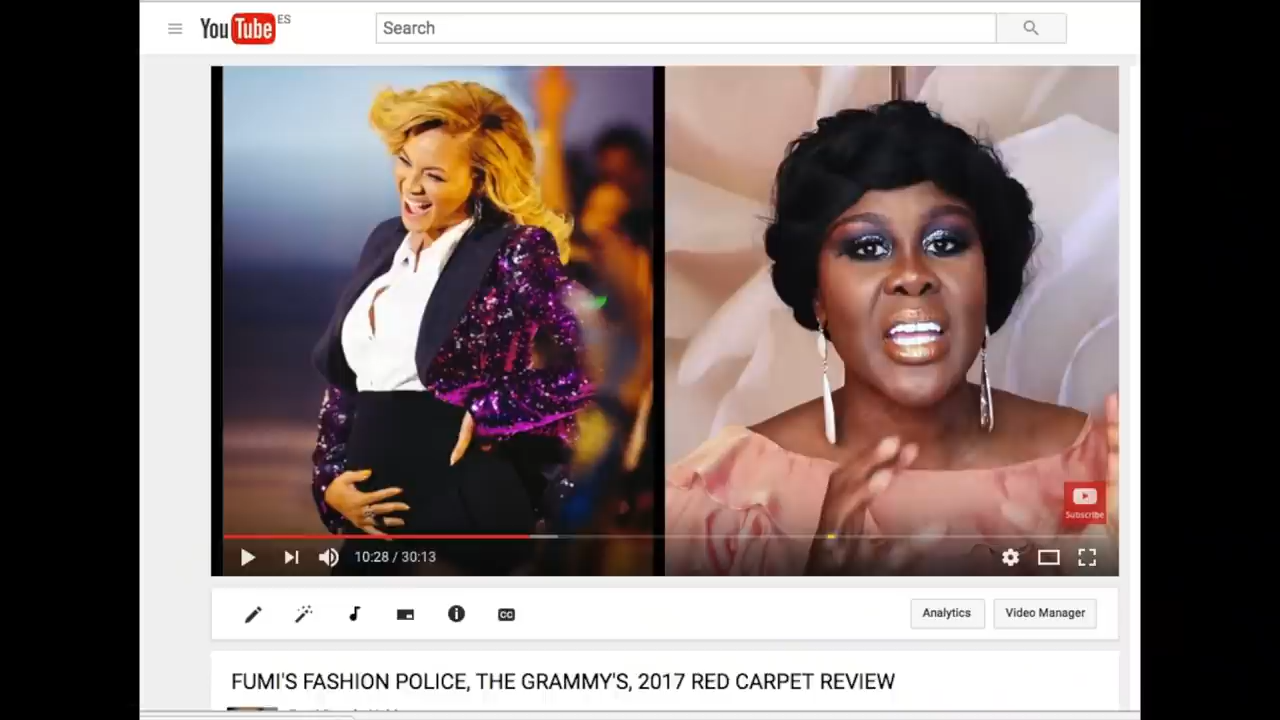 YouTube ES
Search
Subscribe
10:28 / 30:13
CC
Analytics
Video Manager
FUMI'S FASHION POLICE, THE GRAMMY'S, 2017 RED CARPET REVIEW